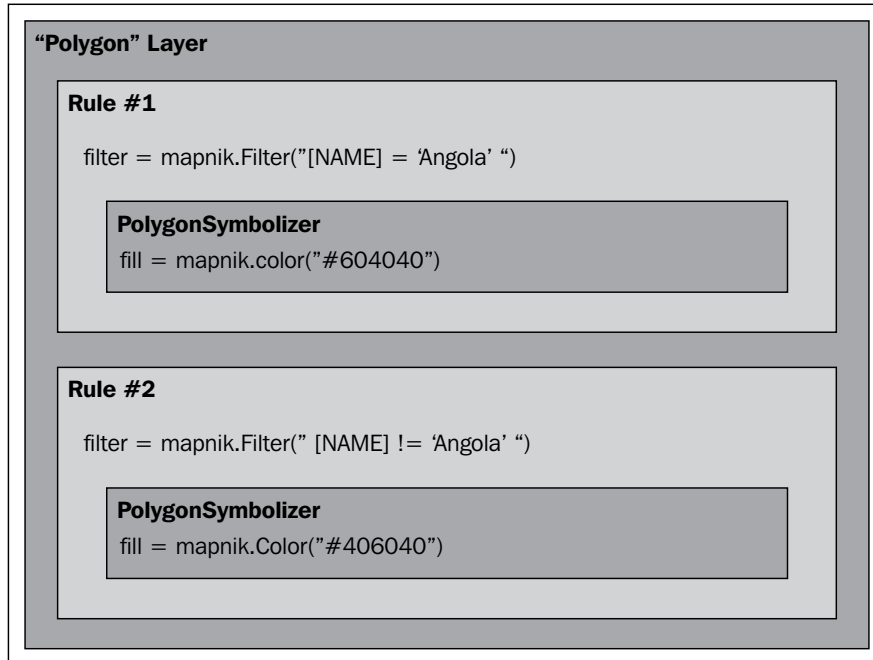 “Polygon” Layer
Rule #1
filter = mapnik.Filter(”[NAME] = ‘Angola’ “)
PolygonSymbolizer
fill = mapnik.color(”#604040”)
Rule #2
filter = mapnik.Filter(” [NAME] != ‘Angola’ “)
PolygonSymbolizer
fill = mapnik.Color(”#406040”)